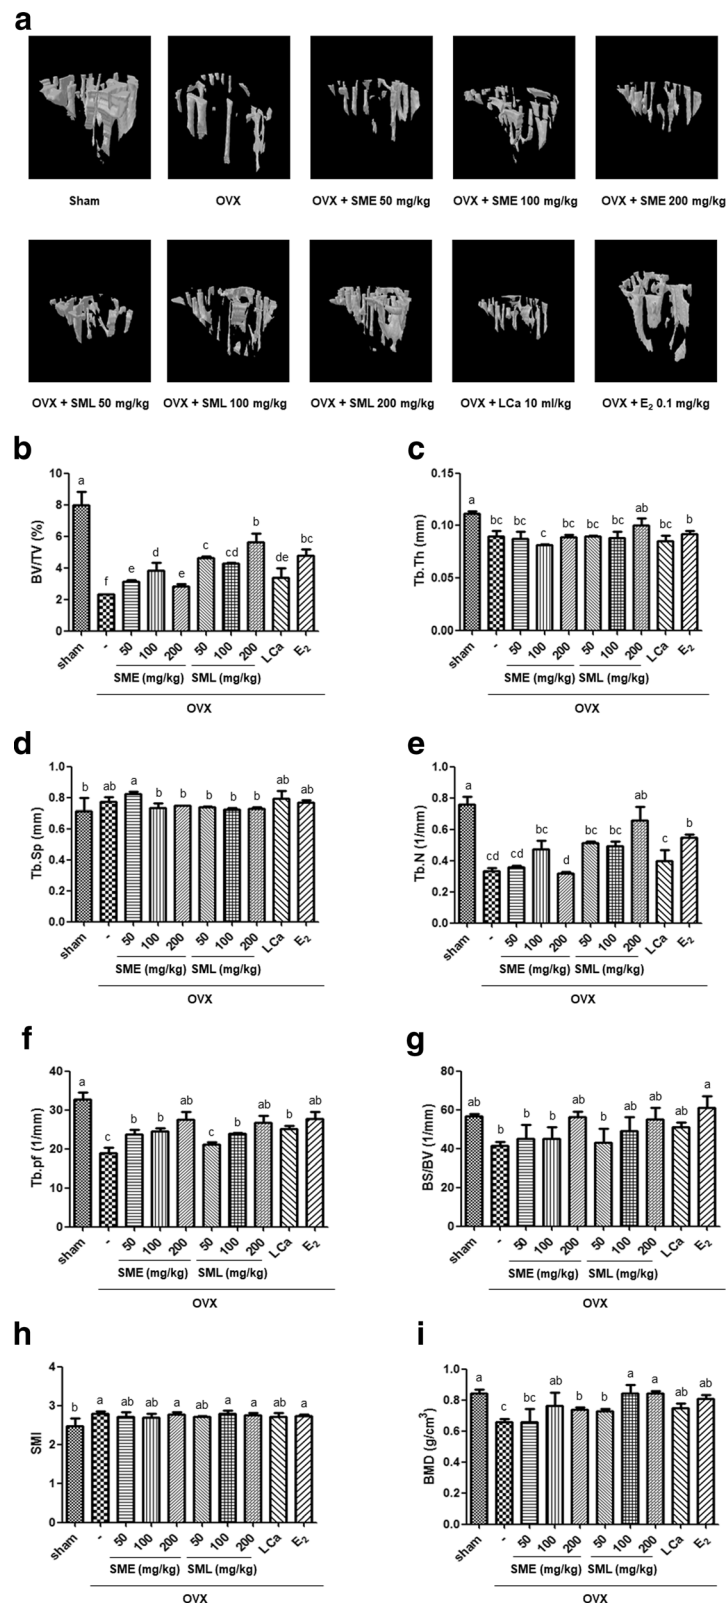 a
Sham
OVX
OVX + SME 50 mg/kg
OVX + SME 100 mg/kg
OVX + SME 200 mg/kg
OVX + SML 50 mg/kg
OVX + SML 100 mg/kg
OVX + SML 200 mg/kg
OVX + LCa 10 ml/kg
OVX + E2 0.1 mg/kg
b
BV/TV (%)
10
8
6
4
2
0
a
f
e
d
e
c
cd
b
de
bc
sham
-
50
100
200
50
100
200
LCa
E2
SME (mg/kg)
SML (mg/kg)
OVX
c
Tb.Th (mm)
0.15
0.10
0.05
0.00
a
bc
bc
c
bc
bc
bc
ab
bc
b
sham
-
50
100
200
50
100
200
LCa
E2
SME (mg/kg)
SML (mg/kg)
OVX
d
Tb.Sp (mm)
1.0
0.8
0.6
0.4
0.2
0.0
b
ab
a
b
b
b
b
b
ab
ab
sham
-
50
100
200
50
100
200
LCa
E2
SME (mg/kg)
SML (mg/kg)
OVX
e
Tb.N (1/mm)
1.0
0.8
0.6
0.4
0.2
0.0
a
cd
cd
bc
d
bc
bc
ab
c
b
sham
-
50
100
200
50
100
200
LCa
E2
SME (mg/kg)
SML (mg/kg)
OVX
f
Tb.pf (1/mm)
40
30
20
10
0
a
c
b
b
ab
c
b
ab
b
ab
sham
-
50
100
200
50
100
200
LCa
E2
SME (mg/kg)
SML (mg/kg)
OVX
g
BS/BV (1/mm)
80
60
40
20
0
ab
b
b
b
ab
b
ab
ab
ab
a
sham
-
50
100
200
50
100
200
LCa
E2
SME (mg/kg)
SML (mg/kg)
OVX
h
SMI
4
3
2
1
0
b
a
ab
ab
a
ab
a
a
ab
a
sham
-
50
100
200
50
100
200
LCa
E2
SME (mg/kg)
SML (mg/kg)
OVX
i
BMD (g/cm3)
1.0
0.8
0.6
0.4
0.2
0.0
a
c
bc
ab
b
b
a
a
ab
ab
sham
-
50
100
200
50
100
200
LCa
E2
SME (mg/kg)
SML (mg/kg)
OVX